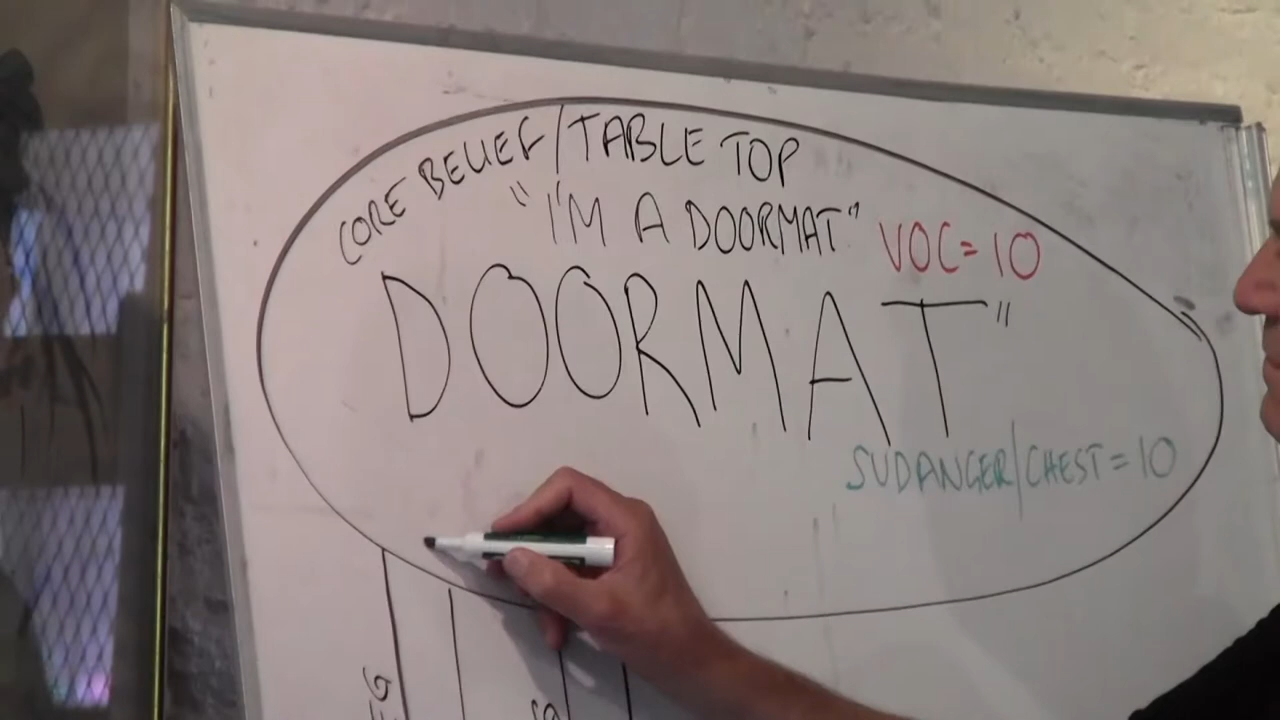 CORE BELIEF/TABLE TOP
"I'M A DOORMAT"
VOC=10
DOORMAT"
SUDANGER/CHEST=10